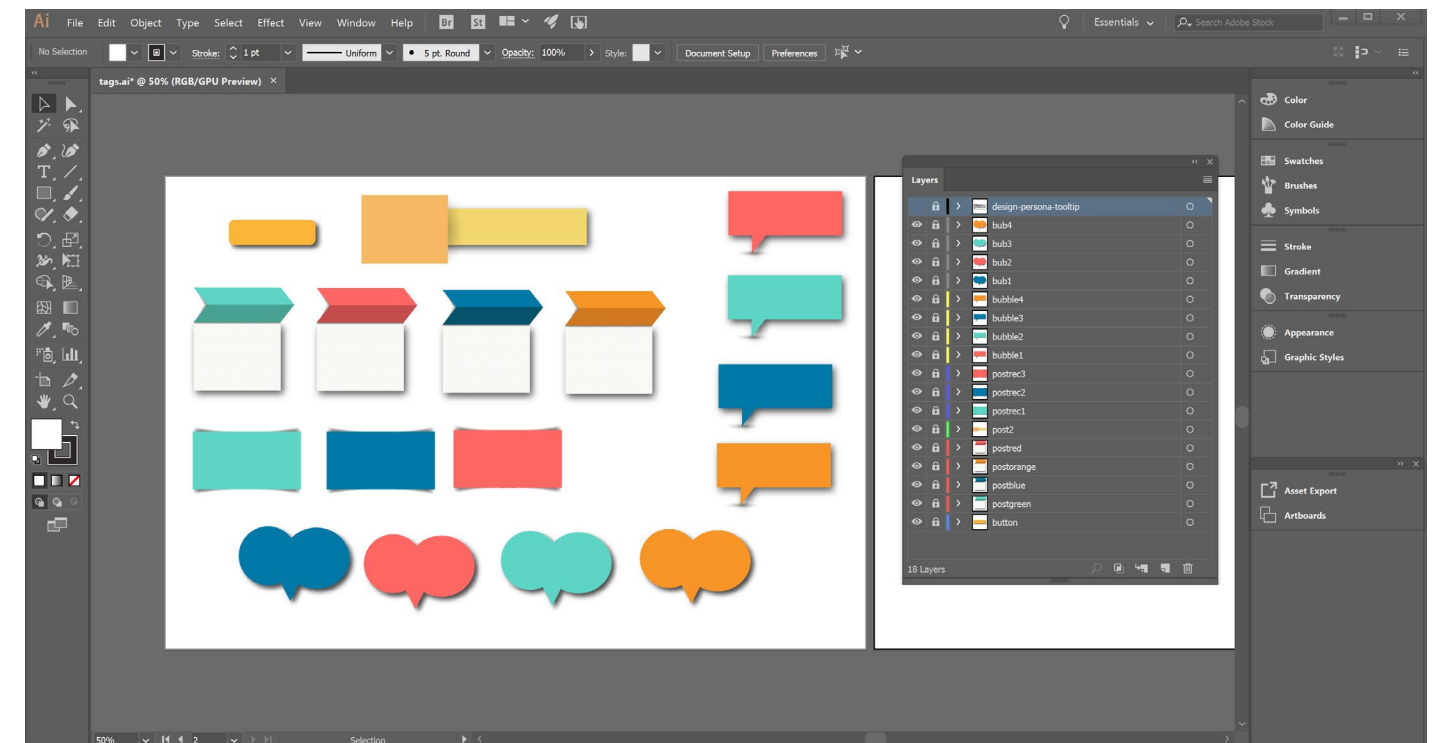 Ai File Edit Object Type Select Effect View Window Help Br St Essentials Search Adobe Stock
No Selection Stroke: 1 pt Uniform 5 pt. Round Opacity: 100% Style: Document Setup Preferences
tags.ai* @ 50% (RGB/GPU Preview) ×
Color
Color Guide
Swatches
Brushes
Symbols
Stroke
Gradient
Transparency
Appearance
Graphic Styles
Asset Export
Artboards
Layers
design-persona-tooltip
bub4
bub3
bub2
bub1
bubble4
bubble3
bubble2
bubble1
postrec3
postrec2
postrec1
post2
postred
postorange
postblue
postgreen
button
18 Layers
50% 2 Selection